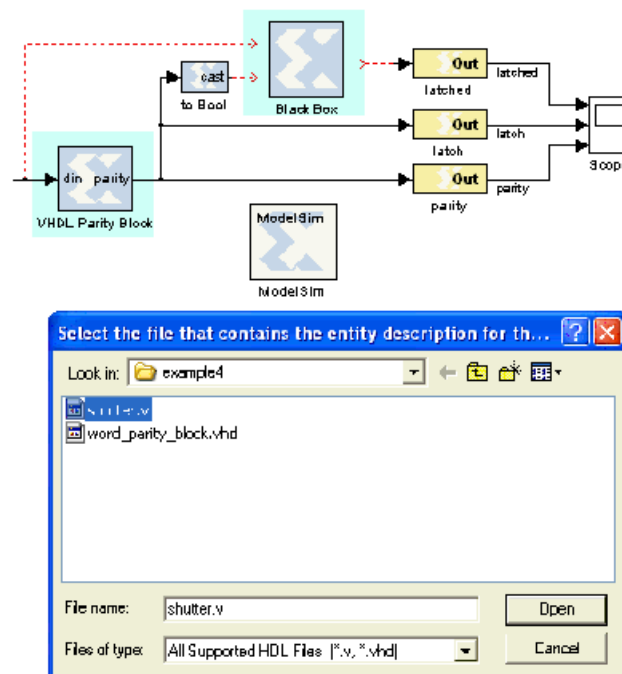 Out
latched
cast
latched
to Bool
Black Box
Out
latch
latch
Scop
din parity
Out
parity
VHDL Parity Block
parity
ModelSim
ModelSim
Select the file that contains the entity description for th...
Look in: example4
shutter.v
word_parity_block.vhd
File name: shutter.v Open
Files of type: All Supported HDL Files (*.v, *.vhd) Cancel